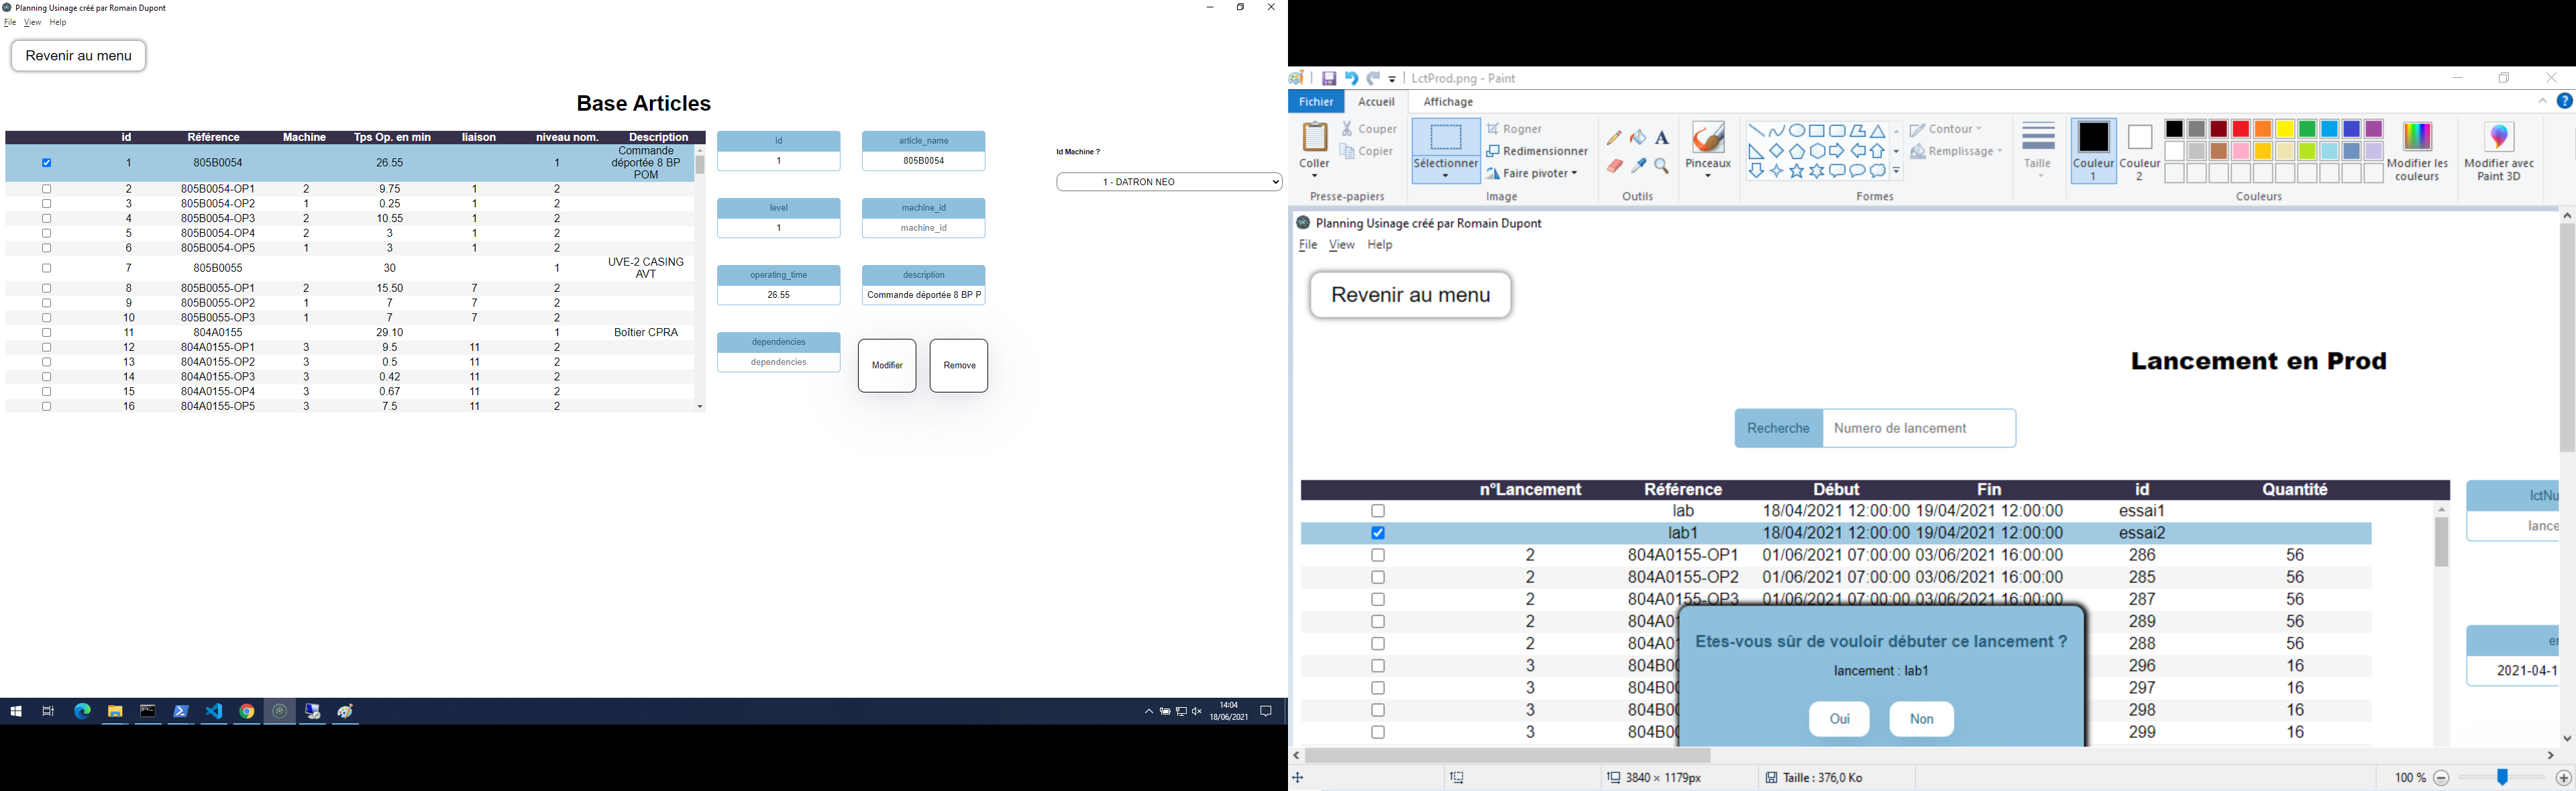 Planning Usinage créé par Romain Dupont
File View Help
Revenir au menu
Base Articles
id Référence Machine Tps Op. en min liaison niveau nom. Description
1 805B0054 26.55 1 Commande déportée 8 BP POM
2 805B0054-OP1 2 9.75 1 2
3 805B0054-OP2 1 0.25 1 2
4 805B0054-OP3 2 10.55 1 2
5 805B0054-OP4 2 3 1 2
6 805B0054-OP5 1 3 1 2
7 805B0055 30 1 UVE-2 CASING AVT
8 805B0055-OP1 2 15.50 7 2
9 805B0055-OP2 1 7 7 2
10 805B0055-OP3 1 7 7 2
11 804A0155 29.10 1 Boîtier CPRA
12 804A0155-OP1 3 9.5 11 2
13 804A0155-OP2 3 0.5 11 2
14 804A0155-OP3 3 0.42 11 2
15 804A0155-OP4 3 0.67 11 2
16 804A0155-OP5 3 7.5 11 2
id article_name
1 805B0054
level machine_id
1 machine_id
operating_time description
26.55 Commande déportée 8 BP P
dependencies
dependencies
Modifier Remove
Id Machine ?
1 - DATRON NEO
14:04
18/06/2021
LctProd.png - Paint
Fichier Accueil Affichage
Coller
Couper
Copier
Presse-papiers
Sélectionner
Rogner
Redimensionner
Faire pivoter
Image
A
Outils
Pinceaux
Contour
Remplissage
Formes
Taille
Couleur 1
Couleur 2
Modifier les couleurs
Couleurs
Modifier avec Paint 3D
Planning Usinage créé par Romain Dupont
File View Help
Revenir au menu
Lancement en Prod
Recherche Numero de lancement
n°Lancement Référence Début Fin id Quantité
lab 18/04/2021 12:00:00 19/04/2021 12:00:00 essai1
lab1 18/04/2021 12:00:00 19/04/2021 12:00:00 essai2
2 804A0155-OP1 01/06/2021 07:00:00 03/06/2021 16:00:00 286 56
2 804A0155-OP2 01/06/2021 07:00:00 03/06/2021 16:00:00 285 56
2 804A0155-OP3 01/06/2021 07:00:00 03/06/2021 16:00:00 287 56
2 804A0 289 56
2 804A0 288 56
3 804B0 296 16
3 804B0 297 16
3 804B0 298 16
3 804B0 299 16
lctNu
lance
er
2021-04-1
Etes-vous sûr de vouloir débuter ce lancement ?
lancement : lab1
Oui Non
3840 × 1179px
Taille : 376,0 Ko
100 %